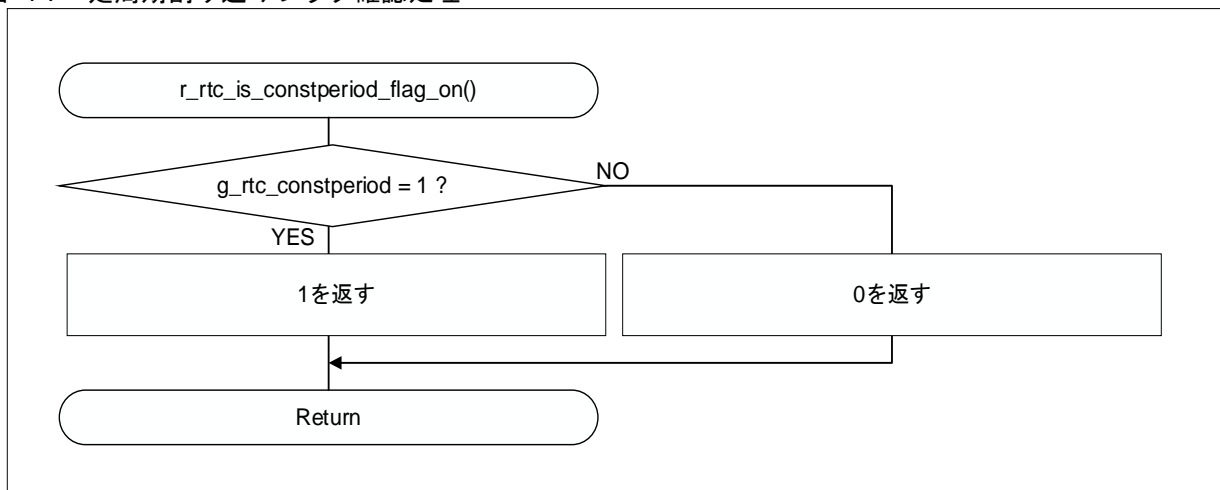 r_rtc_is_constperiod_flag_on()
g_rtc_constperiod = 1 ?
NO
YES
1を返す
0を返す
Return